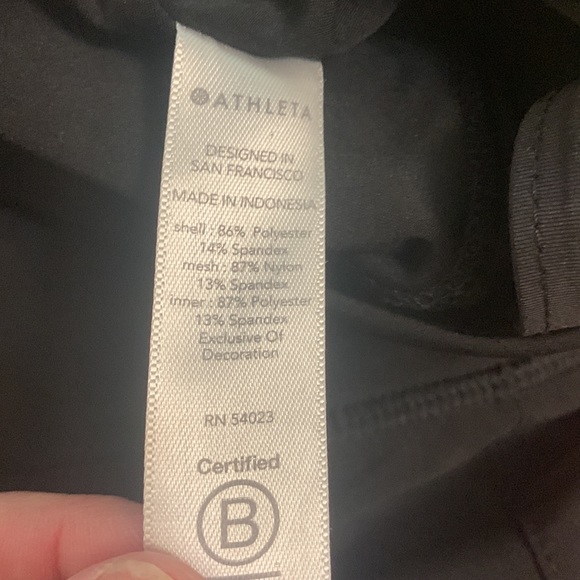 ATHLETA
DESIGNED IN
SAN FRANCISCO
MADE IN INDONESIA
shell : 86% Polyester
14% Spandex
mesh : 87% Nylon
13% Spandex
inner : 87% Polyester
13% Spandex
Exclusive Of
Decoration
RN 54023
Certified
B